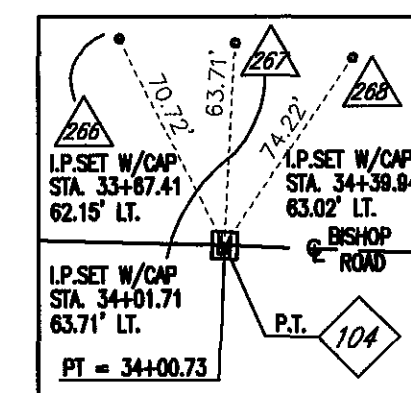 267
70.72'
63.71'
74.22'
268
266
I.P.SET W/CAP
STA. 33+67.41
62.15' LT.
I.P.SET W/CAP
STA. 34+39.94
63.02' LT.
℄ BISHOP
ROAD
I.P.SET W/CAP
STA. 34+01.71
63.71' LT.
P.T.
104
PT = 34+00.73